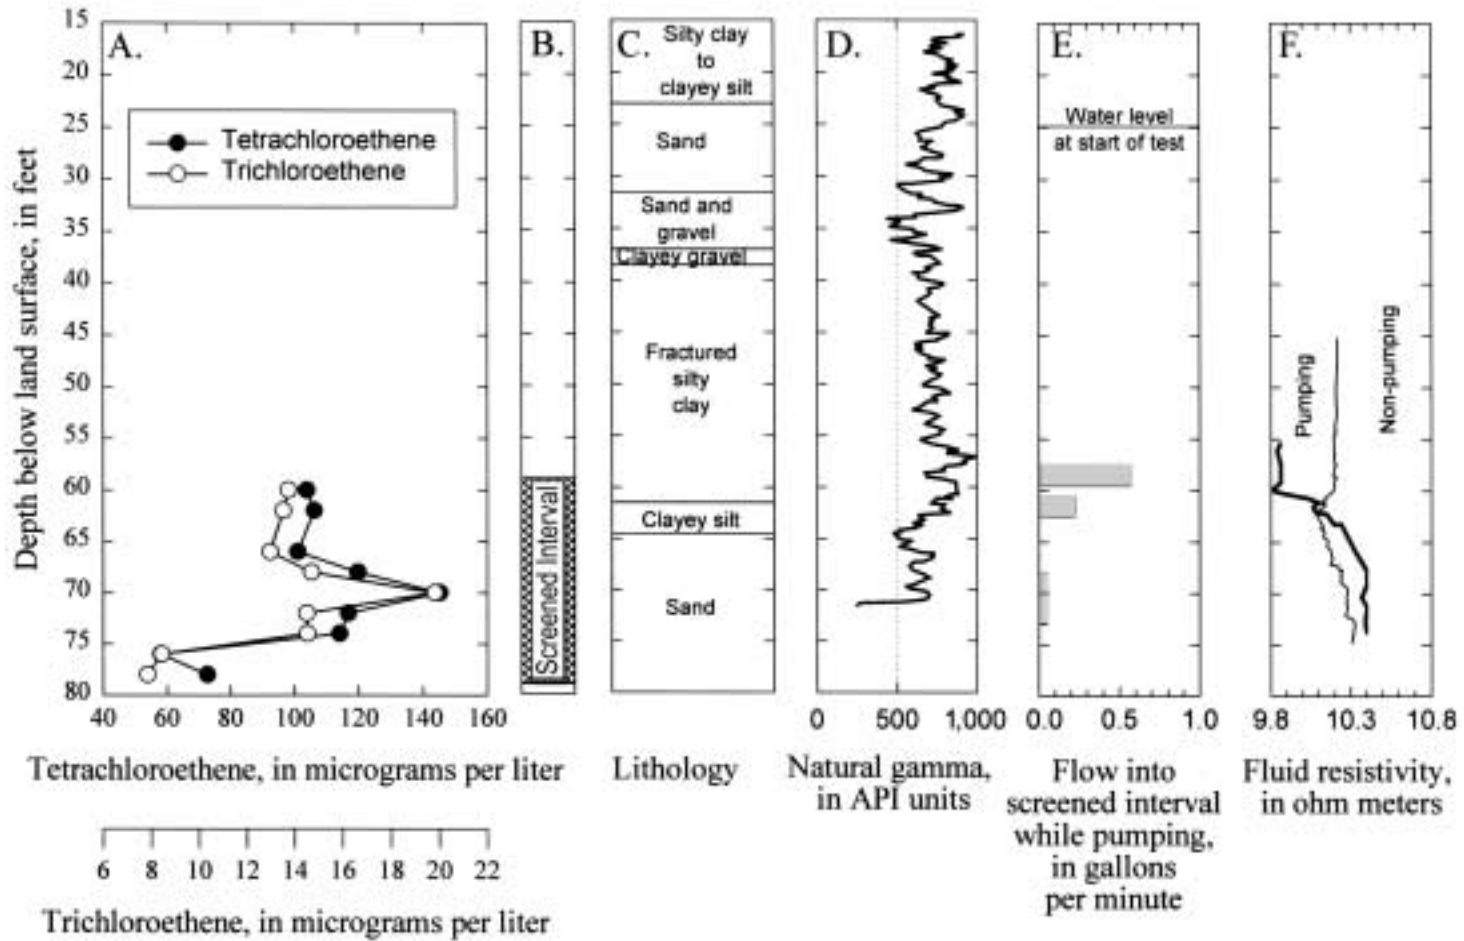 A.
B.
C.
D.
E.
F.
15
20
25
30
35
40
45
50
55
60
65
70
75
80
Depth below land surface, in feet
Tetrachloroethene
Trichloroethene
40 60 80 100 120 140 160
Tetrachloroethene, in micrograms per liter
6 8 10 12 14 16 18 20 22
Trichloroethene, in micrograms per liter
Screened Interval
Silty clay
to
clayey silt
Sand
Sand and
gravel
Clayey gravel
Fractured
silty
clay
Clayey silt
Sand
Lithology
0 500 1,000
Natural gamma,
in API units
Water level
at start of test
0.0 0.5 1.0
Flow into
screened interval
while pumping,
in gallons
per minute
Pumping
Non-pumping
9.8 10.3 10.8
Fluid resistivity,
in ohm meters